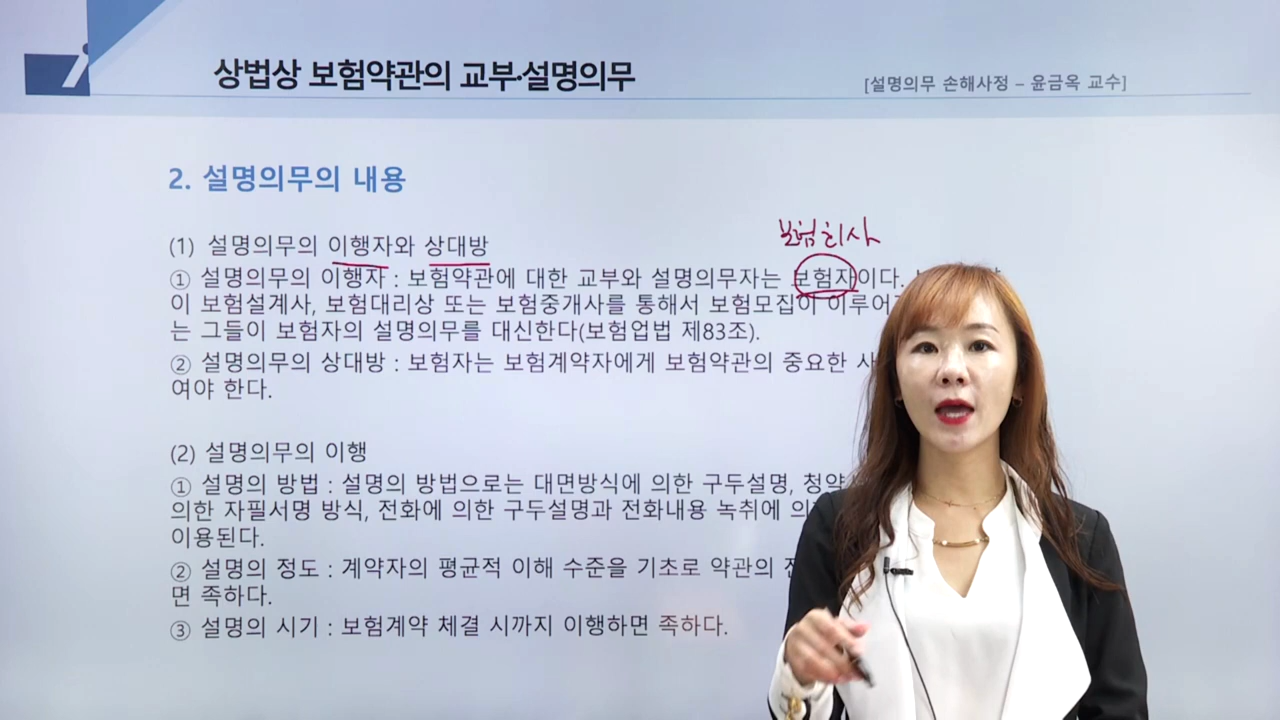 상법상 보험약관의 교부·설명의무
[설명의무 손해사정 – 윤금옥 교수]
2. 설명의무의 내용
보험회사
(1) 설명의무의 이행자와 상대방
① 설명의무의 이행자 : 보험약관에 대한 교부와 설명의무자는 보험자이다.
이 보험설계사, 보험대리상 또는 보험중개사를 통해서 보험모집이 이루어
는 그들이 보험자의 설명의무를 대신한다(보험업법 제83조).
② 설명의무의 상대방 : 보험자는 보험계약자에게 보험약관의 중요한
여야 한다.
(2) 설명의무의 이행
① 설명의 방법 : 설명의 방법으로는 대면방식에 의한 구두설명, 청약
의한 자필서명 방식, 전화에 의한 구두설명과 전화내용 녹취에
이용된다.
② 설명의 정도 : 계약자의 평균적 이해 수준을 기초로 약관의
면 족하다.
③ 설명의 시기 : 보험계약 체결 시까지 이행하면 족하다.